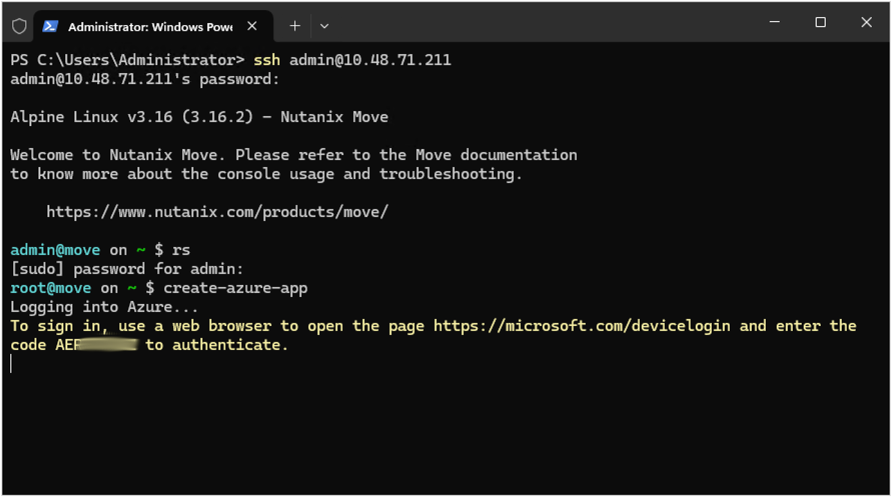 Administrator: Windows Powe
PS C:\Users\Administrator> ssh admin@10.48.71.211
admin@10.48.71.211's password:
Alpine Linux v3.16 (3.16.2) - Nutanix Move
Welcome to Nutanix Move. Please refer to the Move documentation
to know more about the console usage and troubleshooting.
https://www.nutanix.com/products/move/
admin@move on ~ $ rs
[sudo] password for admin:
root@move on ~ $ create-azure-app
Logging into Azure...
To sign in, use a web browser to open the page https://microsoft.com/devicelogin and enter the
code to authenticate.